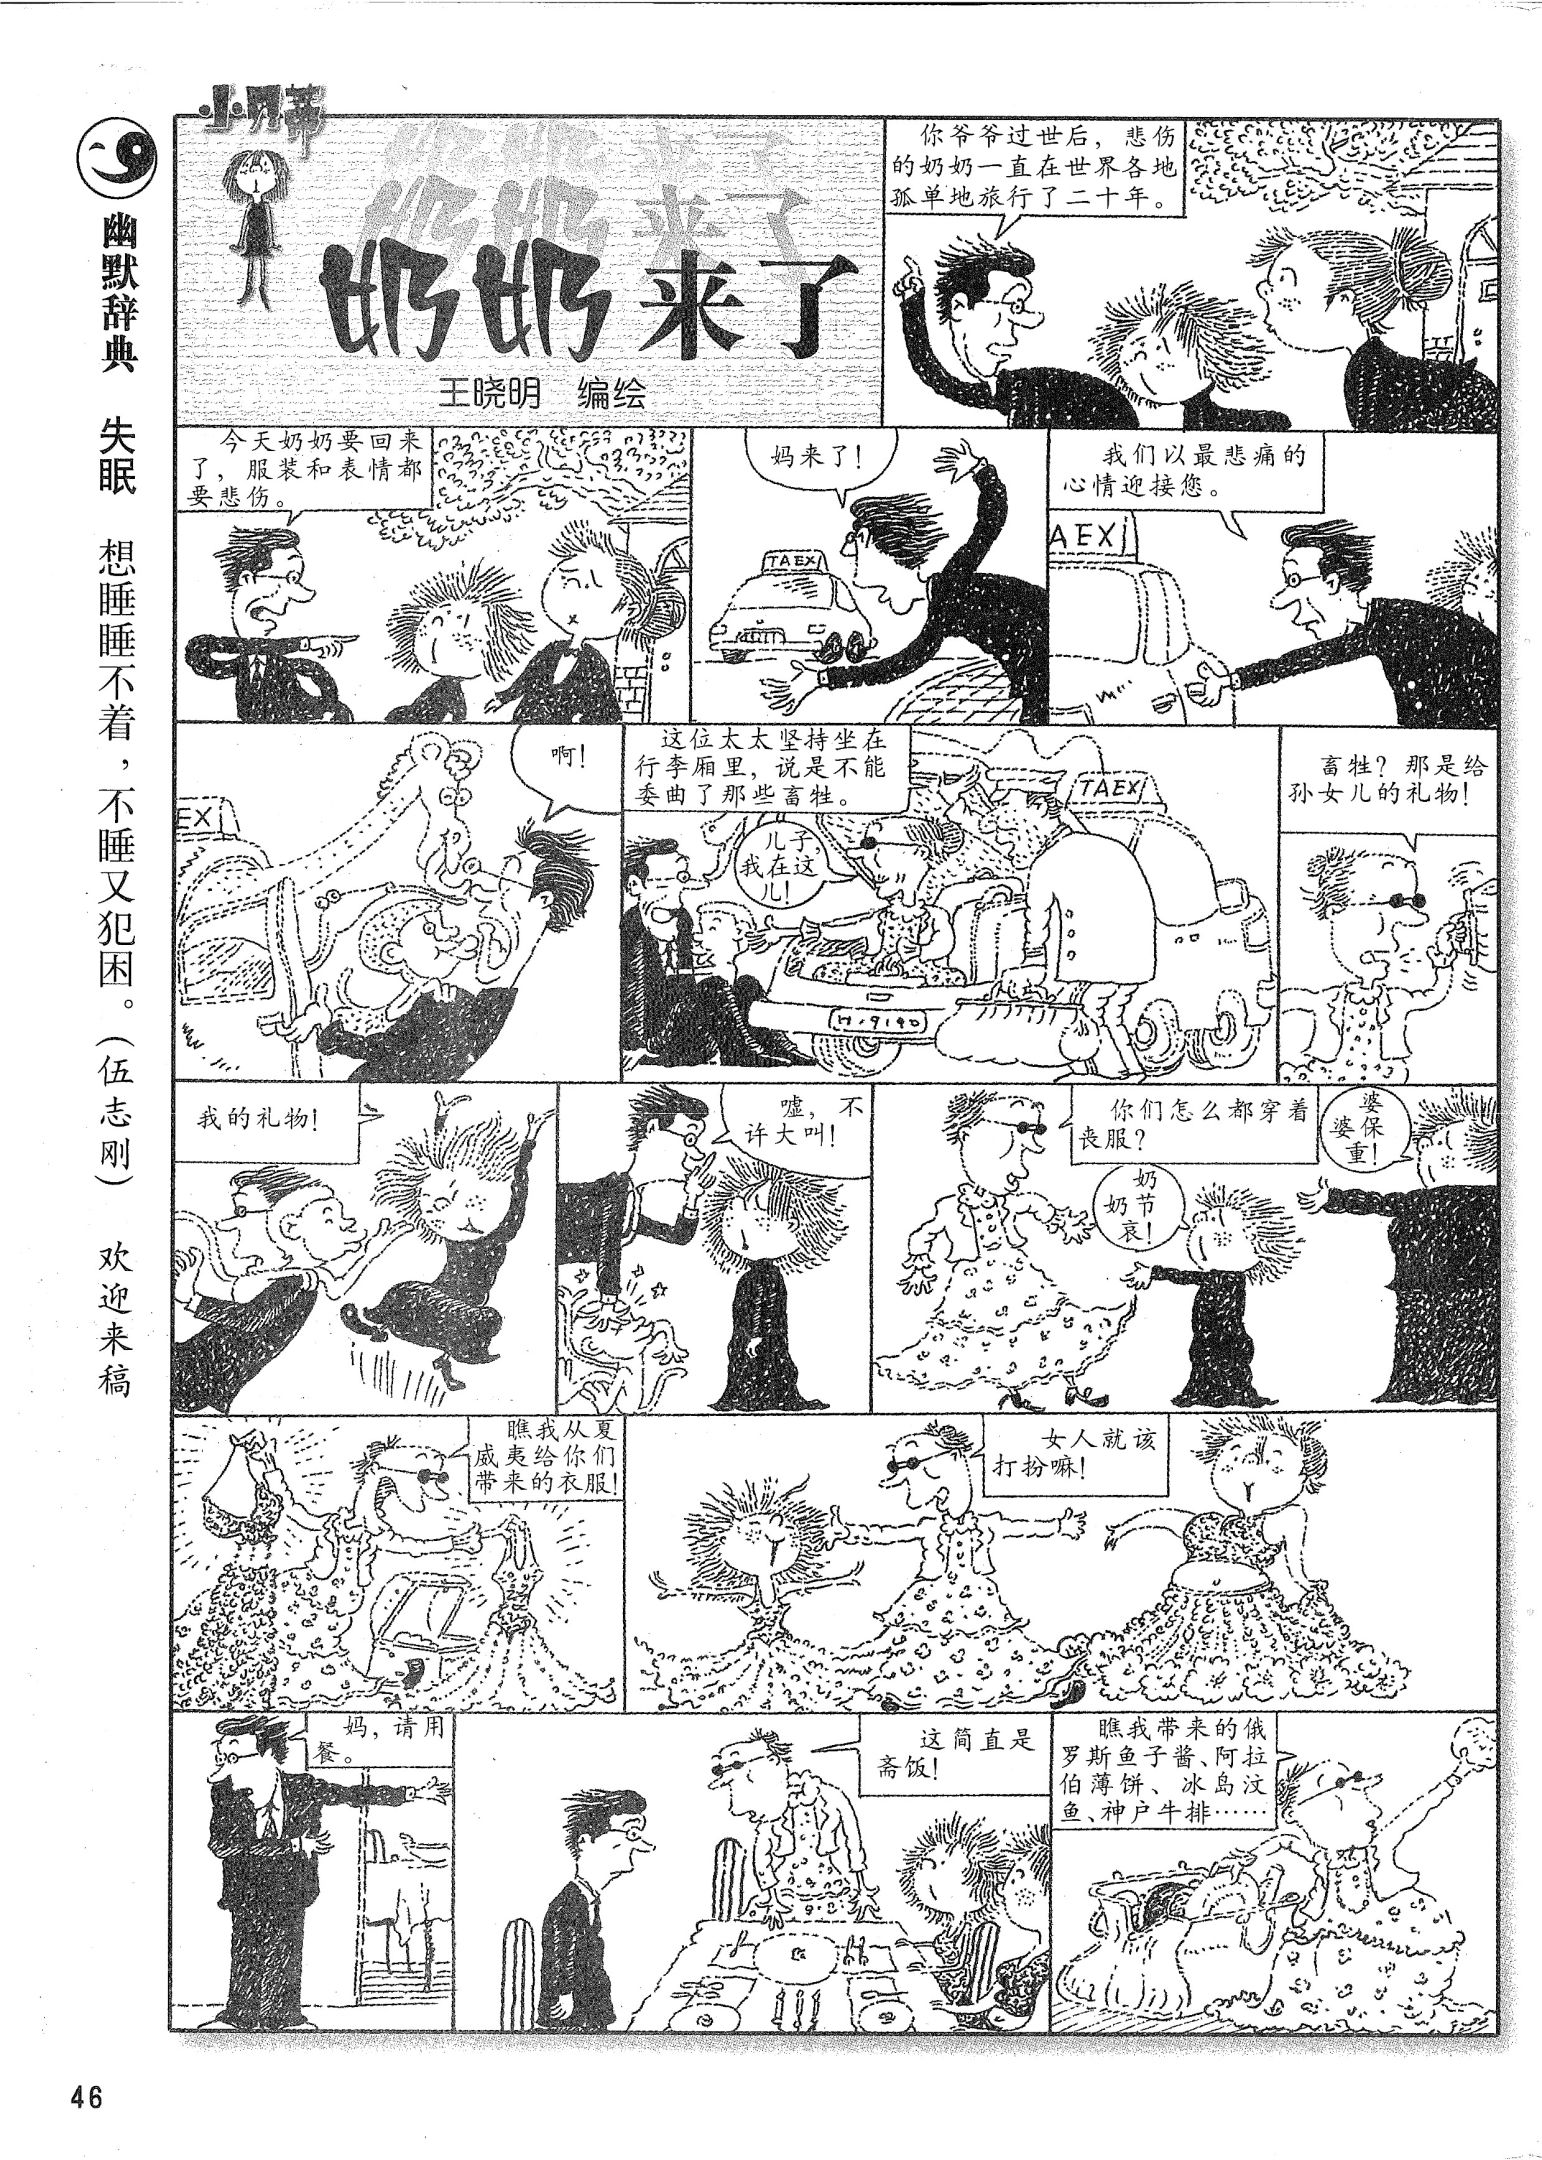 小贝蒂
奶奶来了
王晓明 编绘
你爷爷过世后，悲伤
的奶奶一直在世界各地
孤单地旅行了二十年。
今天奶奶要回来
了，服装和表情都
要悲伤。
妈来了!
TAEX
我们以最悲痛的
心情迎接您。
AEX
啊!
EX
这位太太坚持坐在
行李厢里，说是不能
委曲了那些畜牲。
儿子，
我在这
儿!
TAEX
H·9140
畜牲? 那是给
孙女儿的礼物!
我的礼物!
嘘，不
许大叫!
你们怎么都穿着
丧服?
奶
奶节
哀!
婆
婆保
重!
瞧我从夏
威夷给你们
带来的衣服!
女人就该
打扮嘛!
妈，请用
餐。
这简直是
斋饭!
瞧我带来的俄
罗斯鱼子酱、阿拉
伯薄饼、冰岛汶
鱼、神户牛排……
幽默辞典 失眠 想睡睡不着，不睡又犯困。(伍志刚) 欢迎来稿
46